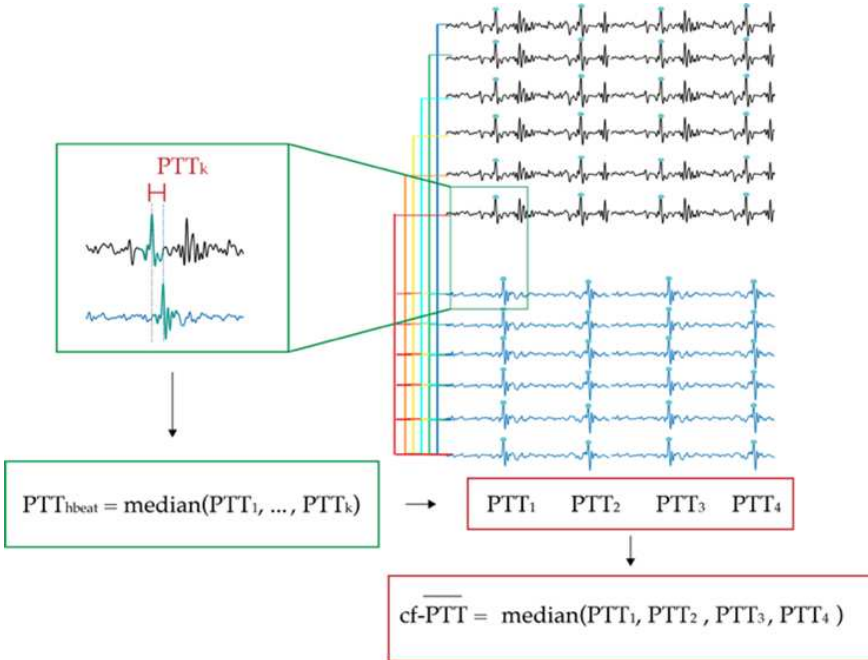 PTTk
PTThbeat = median(PTT1, ..., PTTk)
PTT1 PTT2 PTT3 PTT4
cf-PTT = median(PTT1, PTT2 , PTT3, PTT4 )